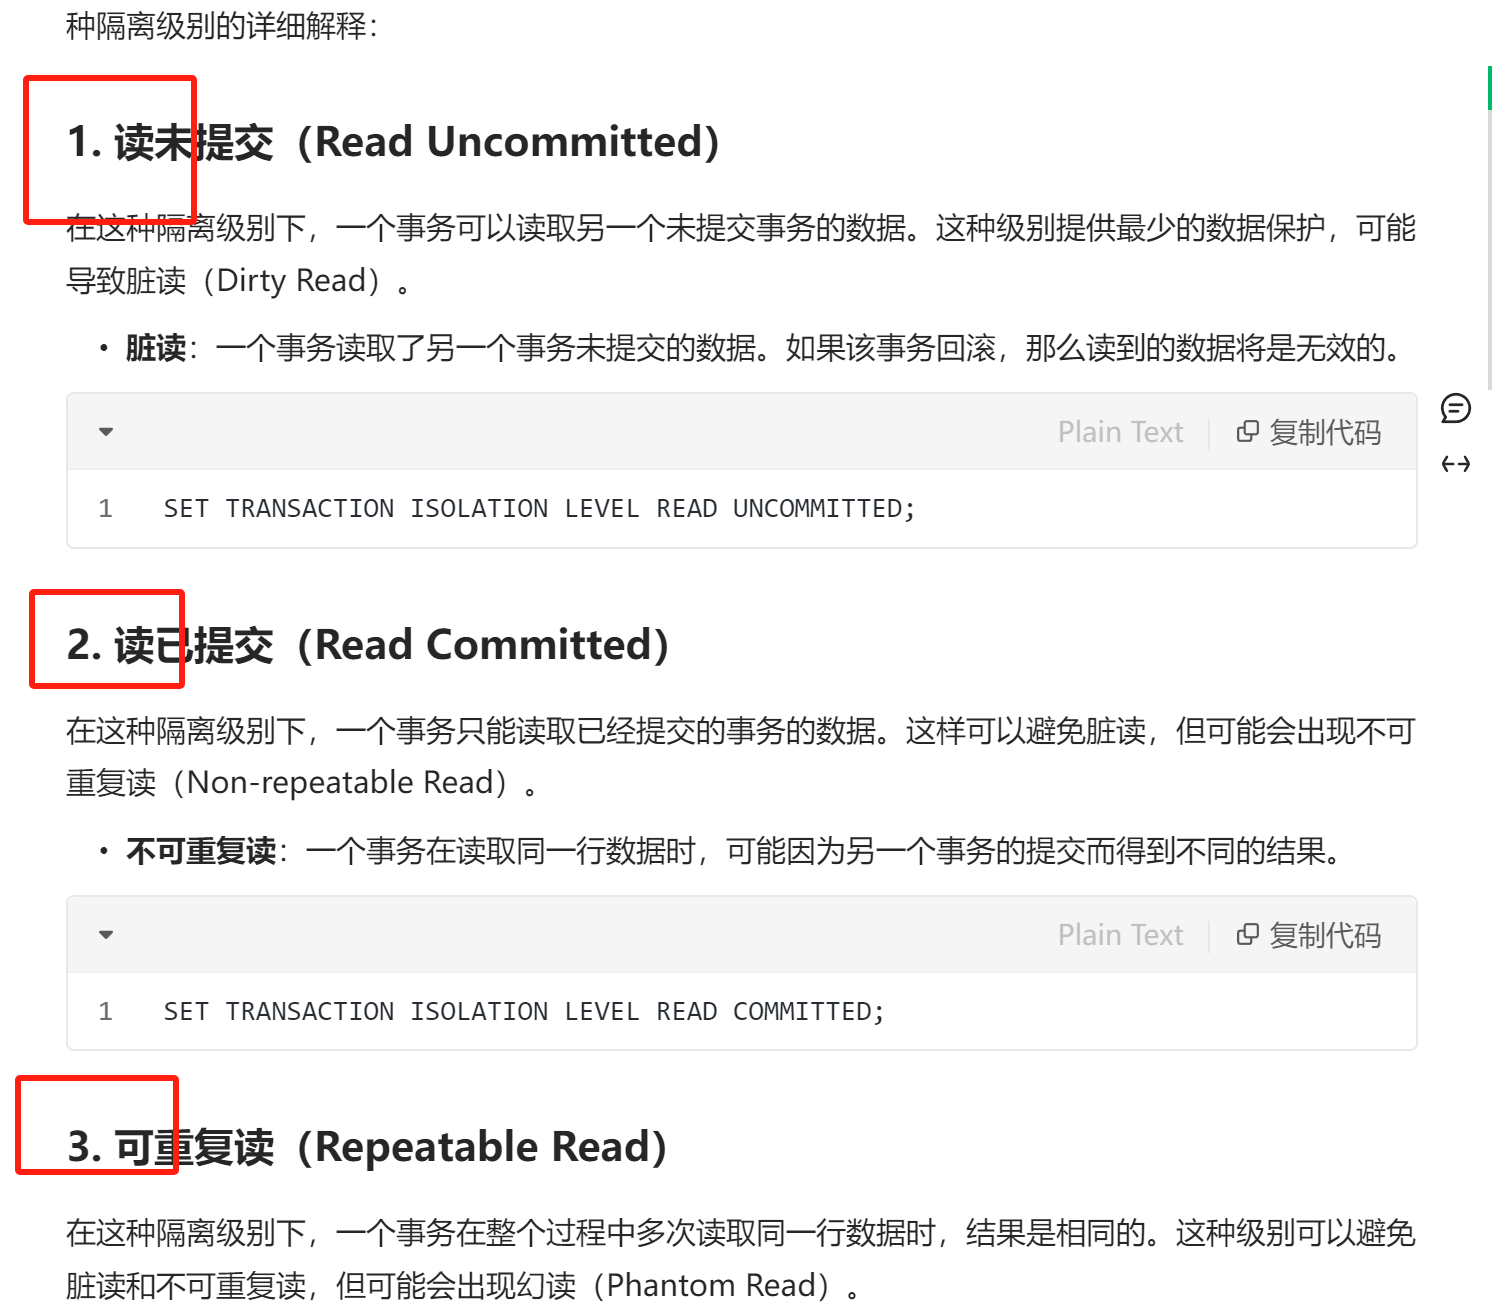 种隔离级别的详细解释：
1. 读未提交（Read Uncommitted）
在这种隔离级别下，一个事务可以读取另一个未提交事务的数据。这种级别提供最少的数据保护，可能
导致脏读（Dirty Read）。
• 脏读：一个事务读取了另一个事务未提交的数据。如果该事务回滚，那么读到的数据将是无效的。
Plain Text 复制代码
1 SET TRANSACTION ISOLATION LEVEL READ UNCOMMITTED;
2. 读已提交（Read Committed）
在这种隔离级别下，一个事务只能读取已经提交的事务的数据。这样可以避免脏读，但可能会出现不可
重复读（Non-repeatable Read）。
• 不可重复读：一个事务在读取同一行数据时，可能因为另一个事务的提交而得到不同的结果。
Plain Text 复制代码
1 SET TRANSACTION ISOLATION LEVEL READ COMMITTED;
3. 可重复读（Repeatable Read）
在这种隔离级别下，一个事务在整个过程中多次读取同一行数据时，结果是相同的。这种级别可以避免
脏读和不可重复读，但可能会出现幻读（Phantom Read）。